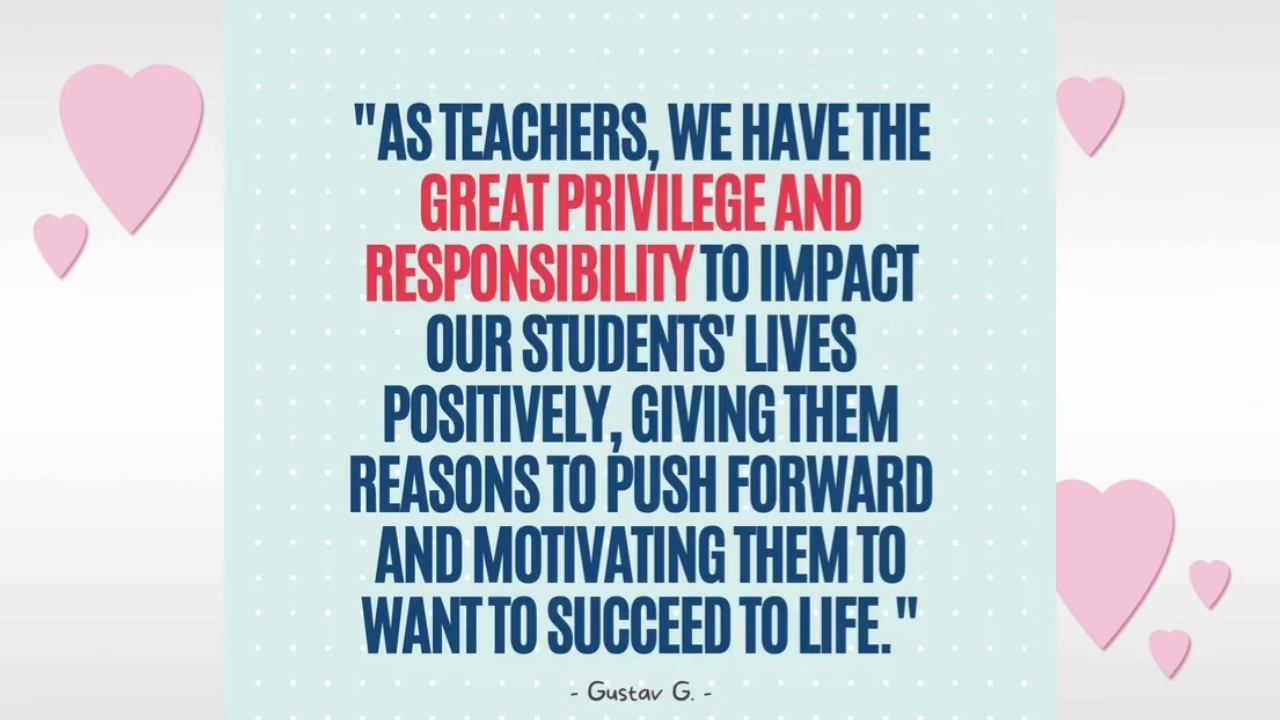 "AS TEACHERS, WE HAVE THE
GREAT PRIVILEGE AND
RESPONSIBILITY TO IMPACT
OUR STUDENTS' LIVES
POSITIVELY, GIVING THEM
REASONS TO PUSH FORWARD
AND MOTIVATING THEM TO
WANT TO SUCCEED TO LIFE."
- Gustav G. -